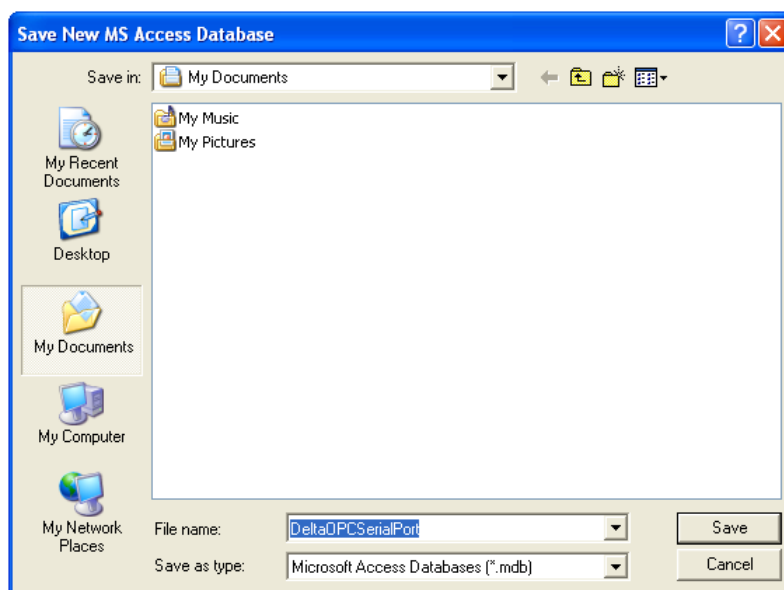 Save New MS Access Database
Save in: My Documents
My Music
My Pictures
My Recent
Documents
Desktop
My Documents
My Computer
My Network
Places
File name: DeltaOPCSerialPort Save
Save as type: Microsoft Access Databases (*.mdb) Cancel